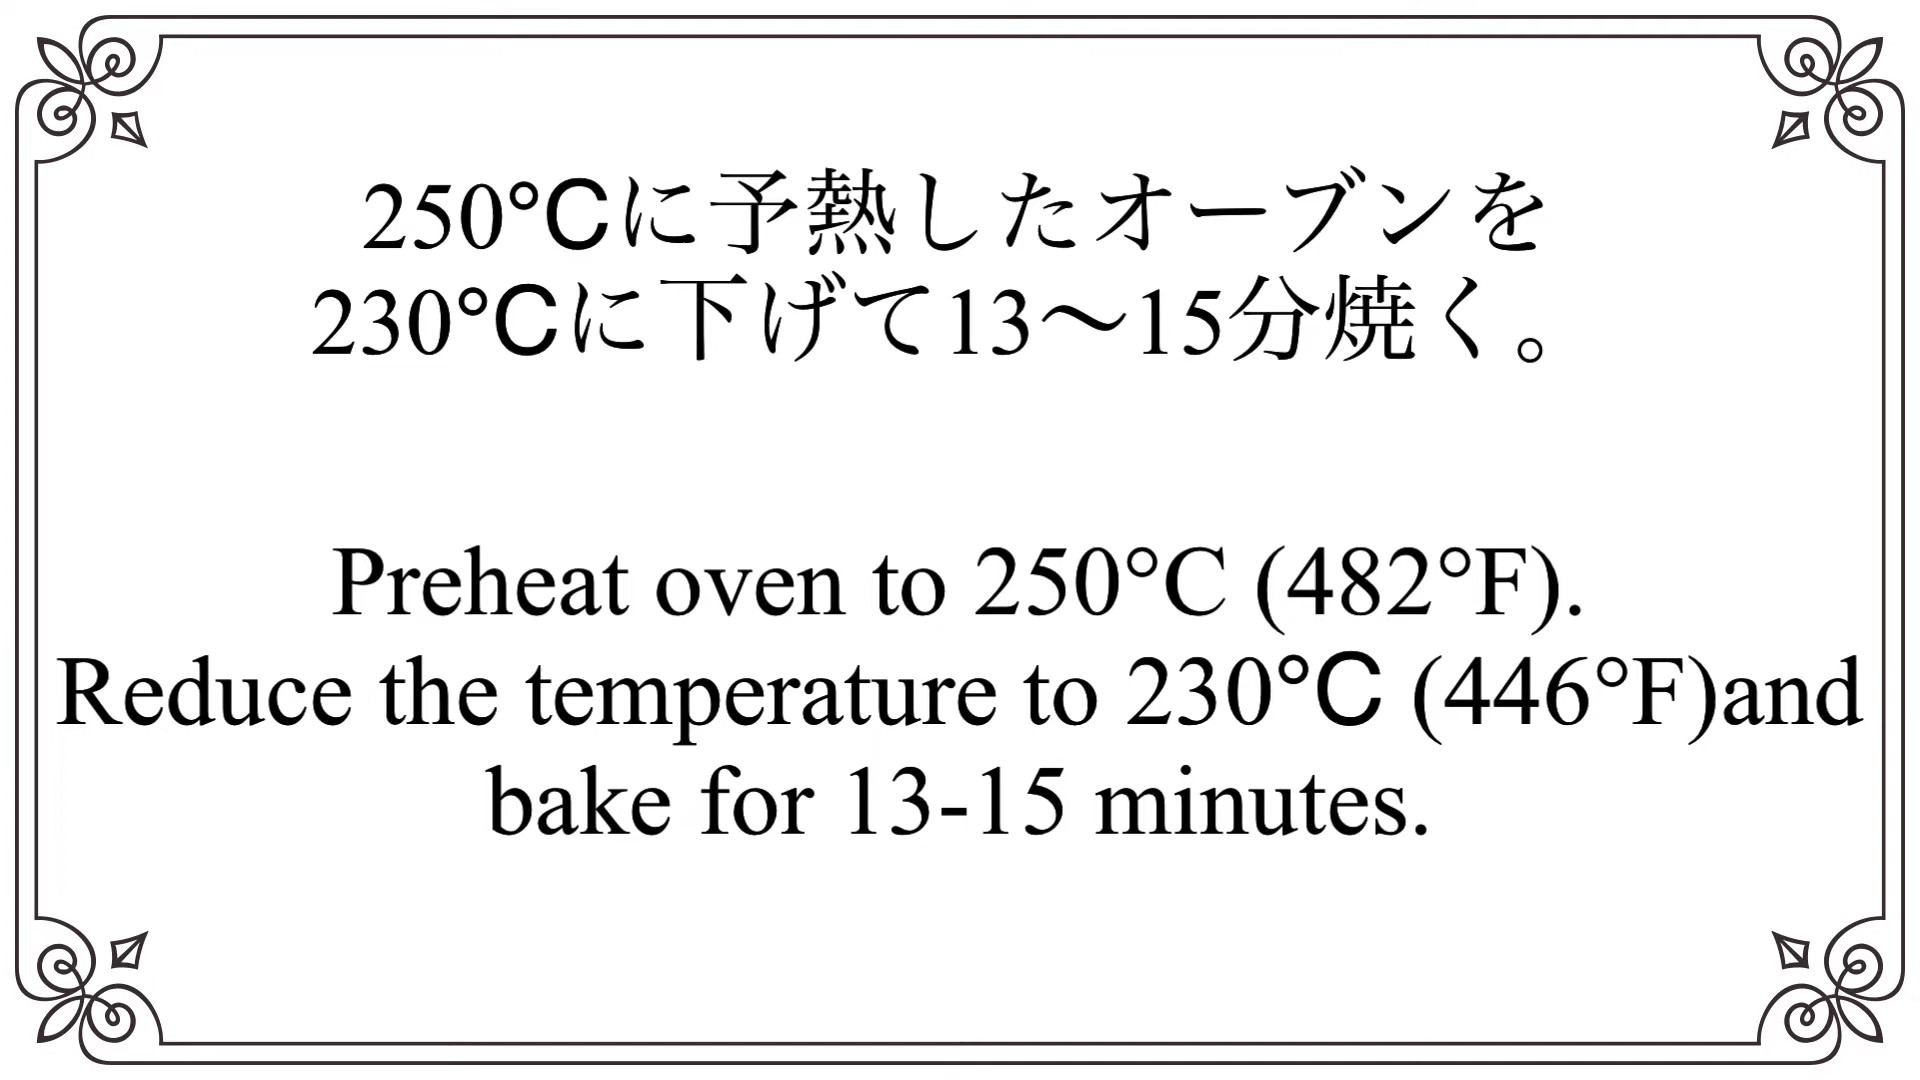 250℃に予熱したオーブンを
230℃に下げて13〜15分焼く。
Preheat oven to 250°C (482°F).
Reduce the temperature to 230℃ (446°F)and
bake for 13-15 minutes.